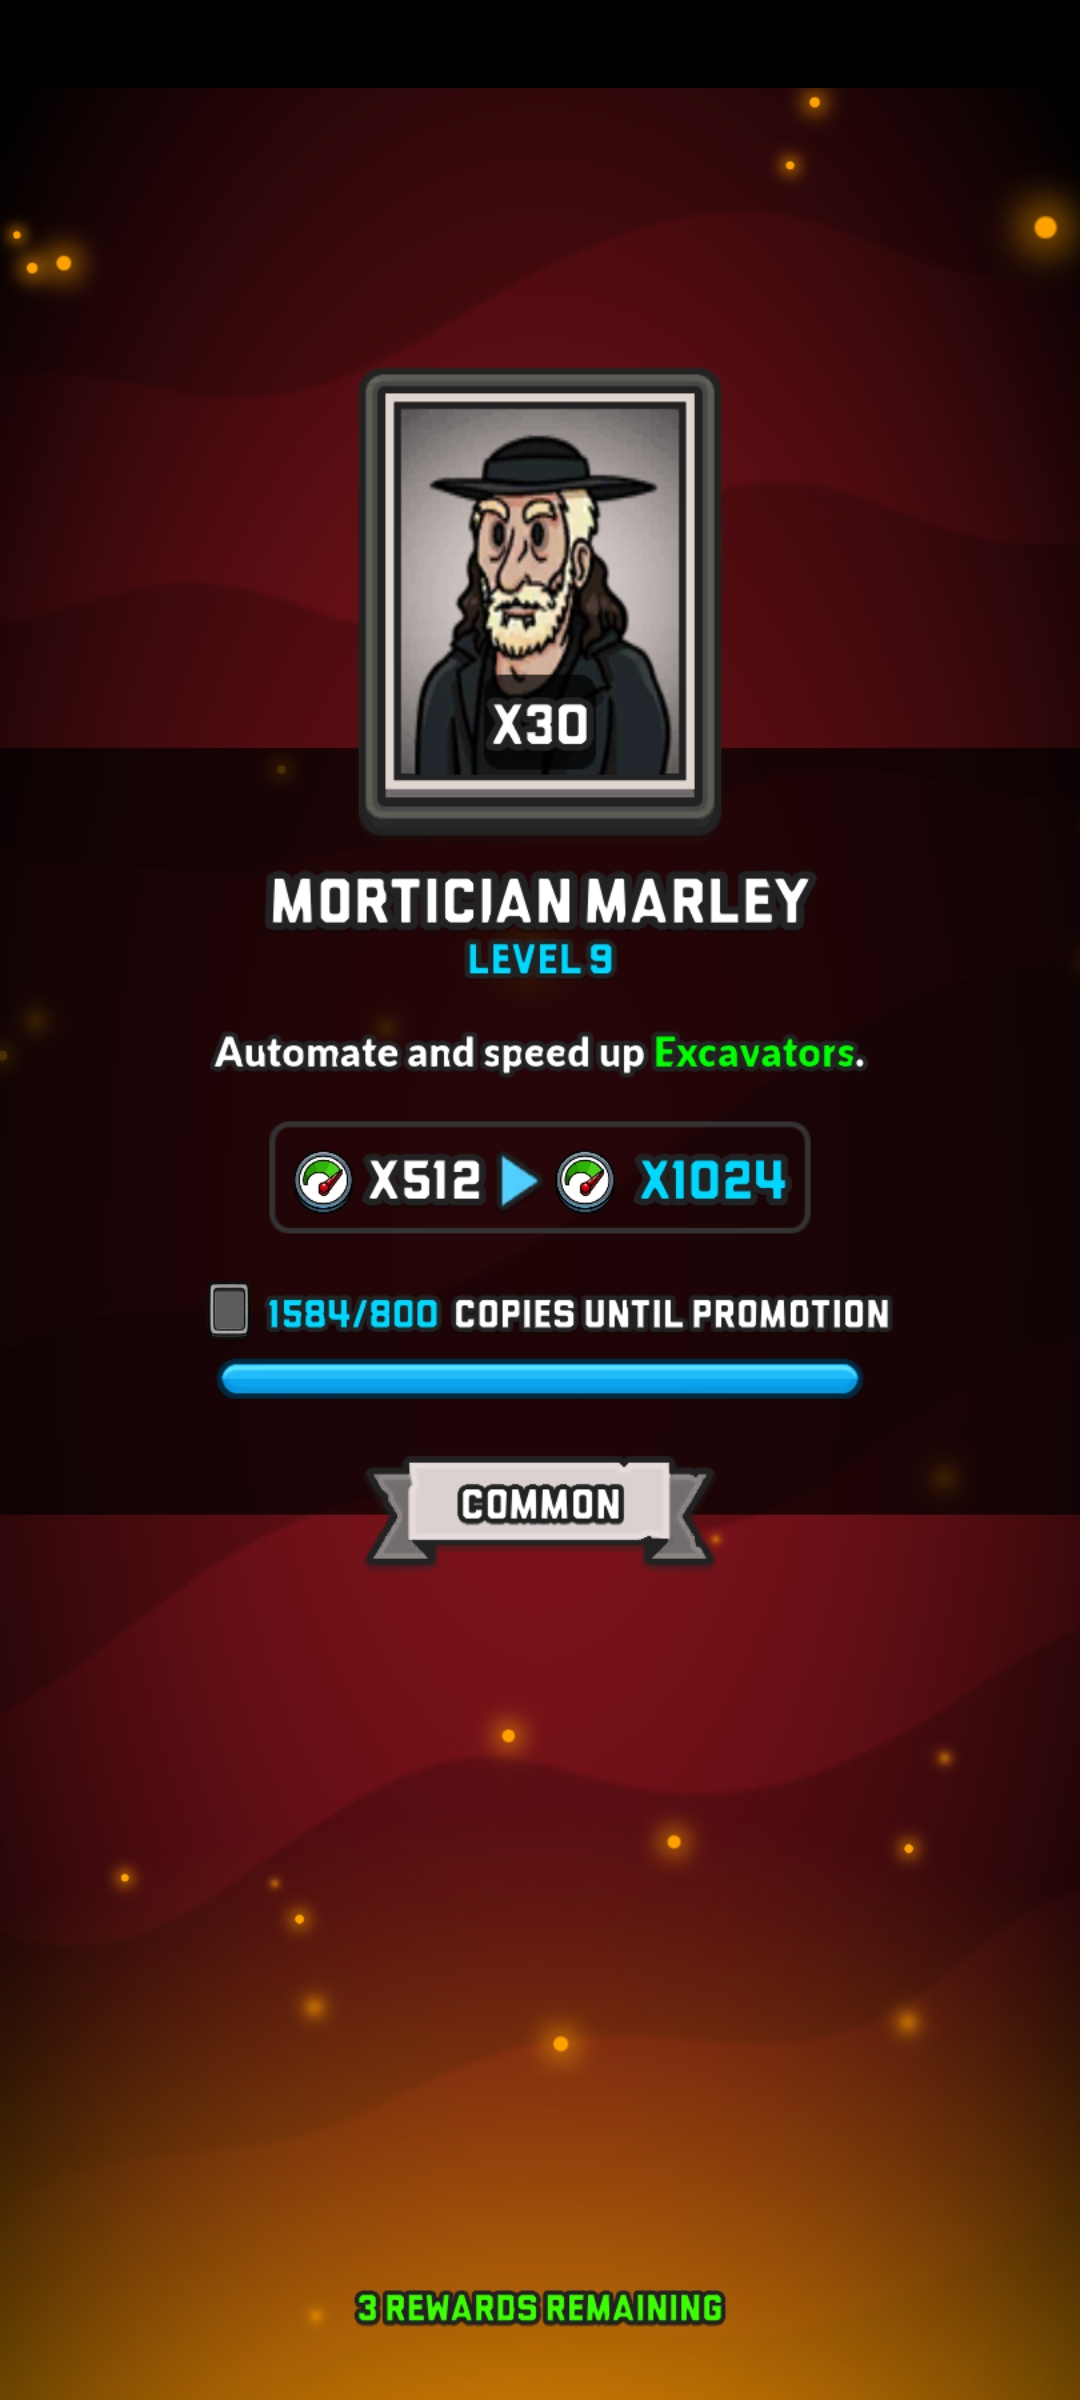 X30
MORTICIAN MARLEY
LEVEL 9
Automate and speed up Excavators.
X512 X1024
1584/800 COPIES UNTIL PROMOTION
COMMON
3 REWARDS REMAINING